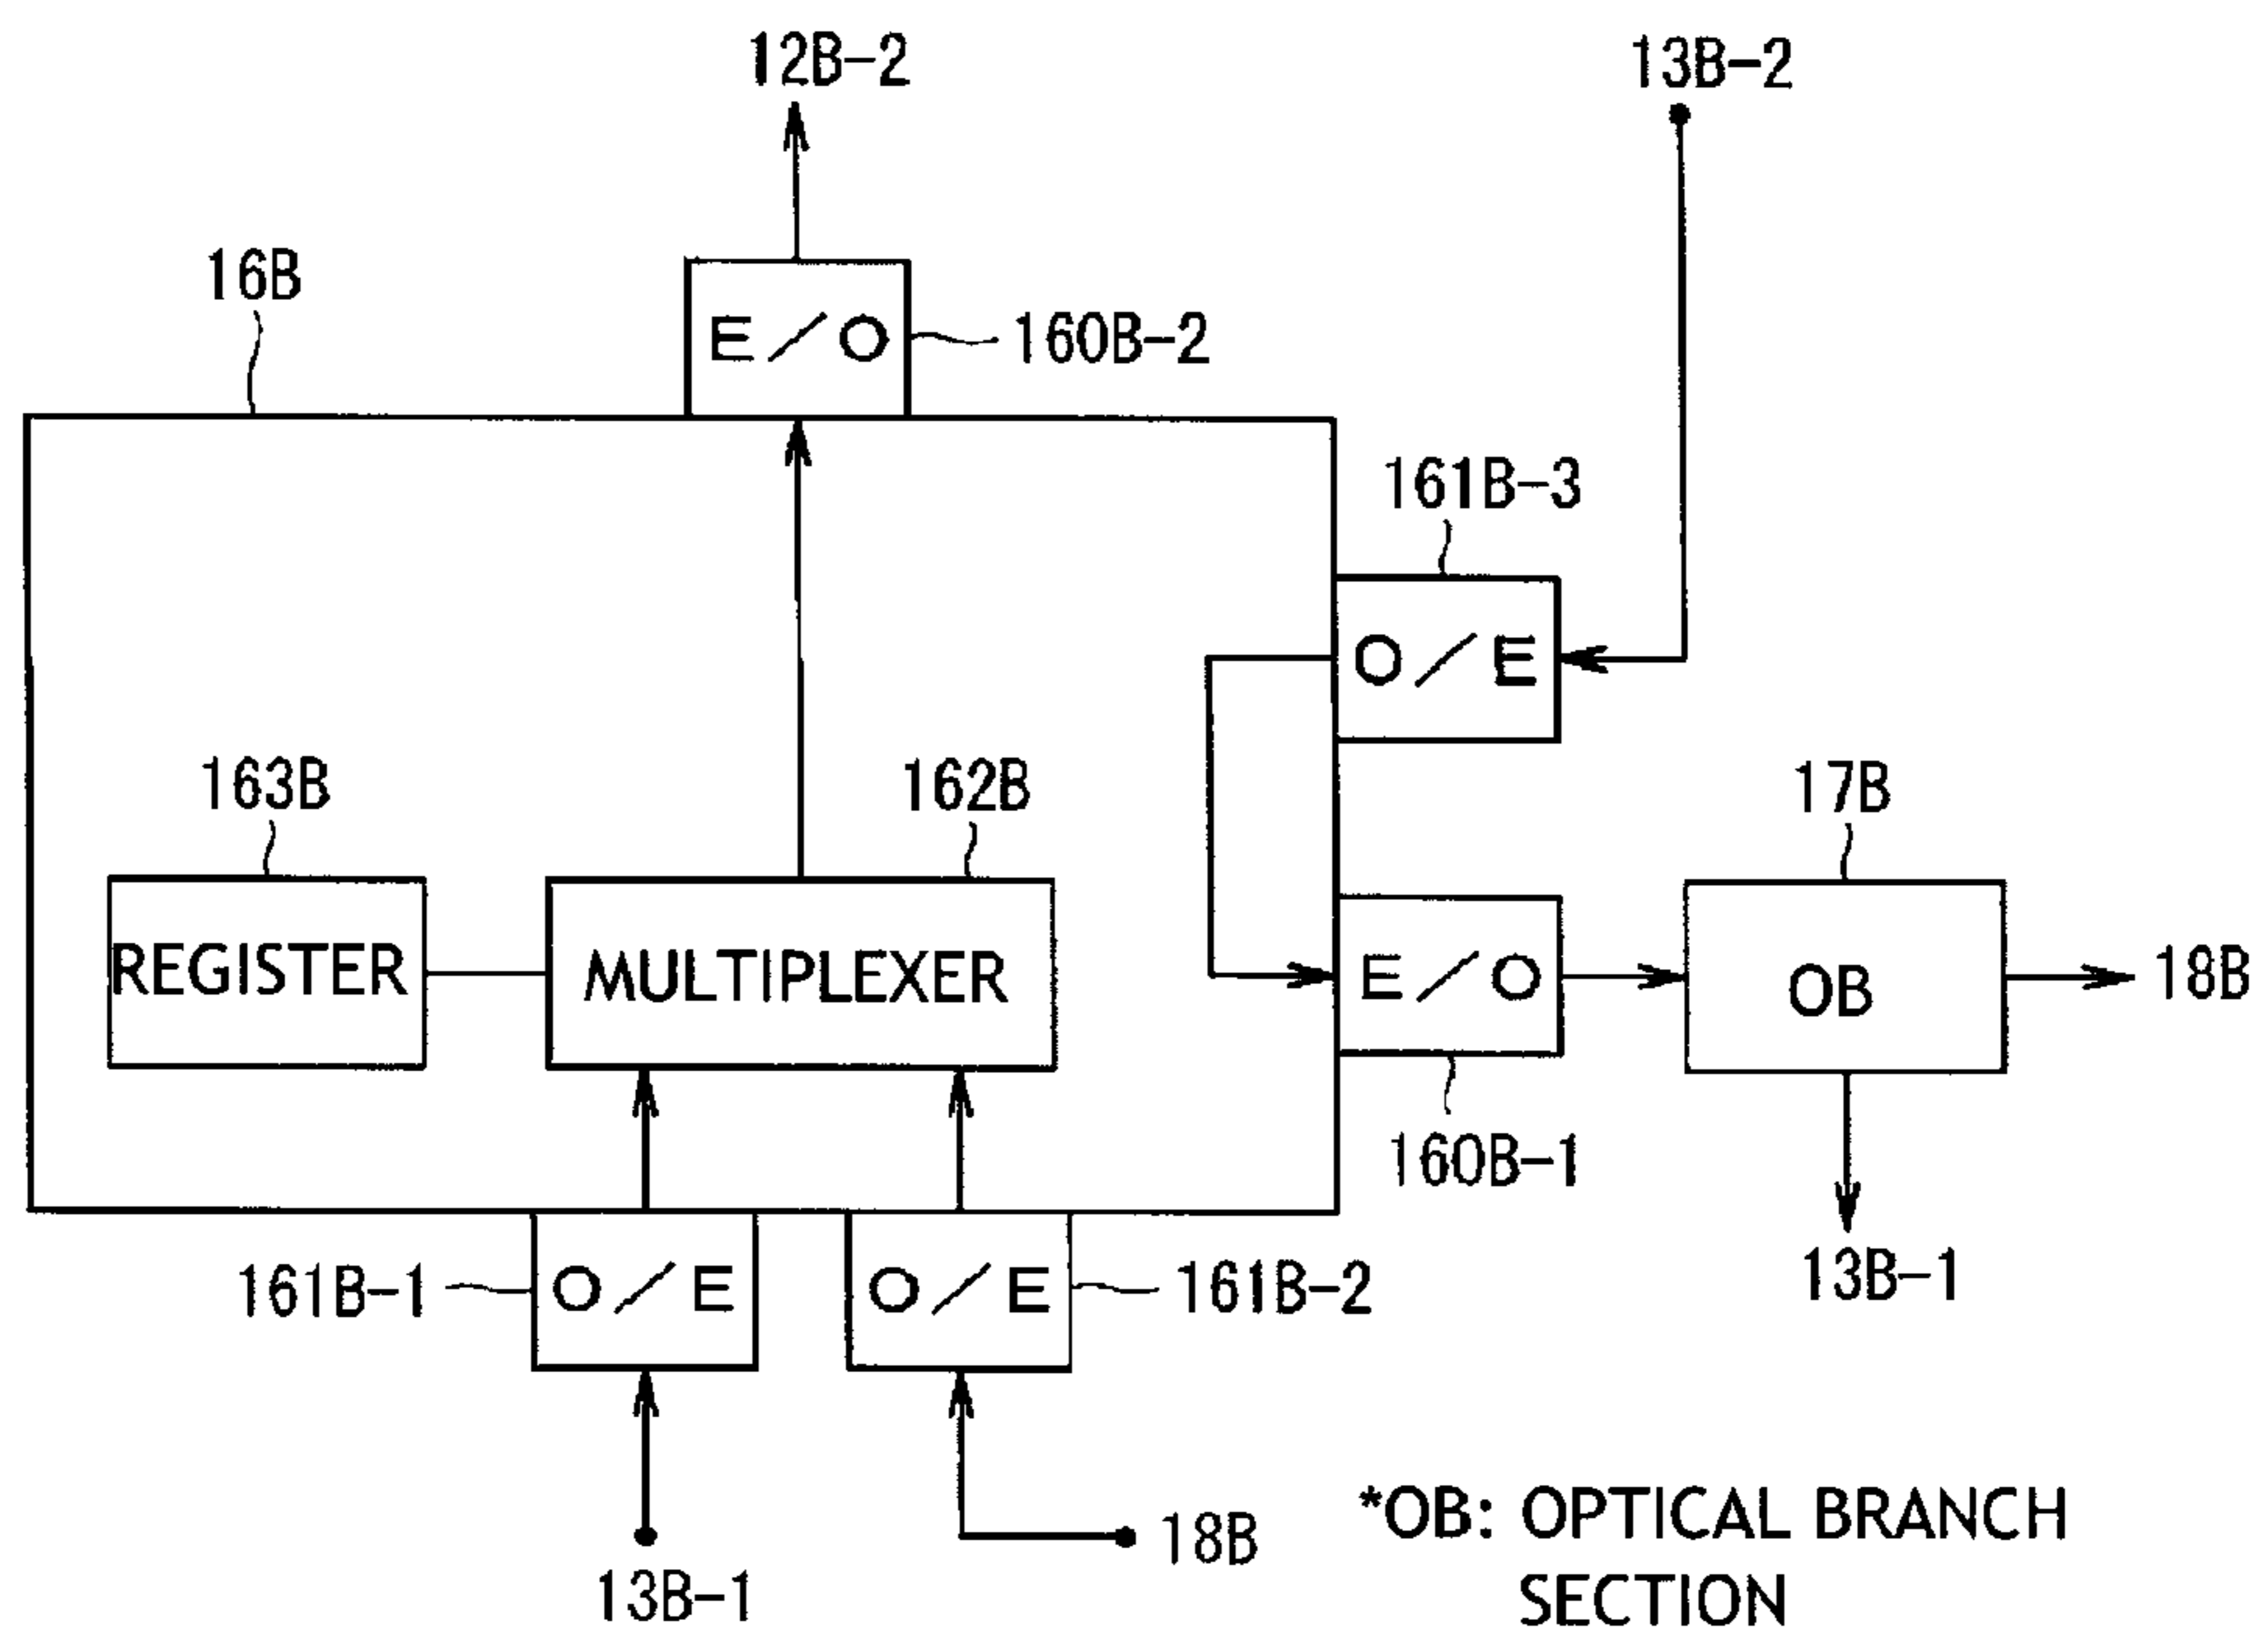 12B-2
13B-2
16B
E/O
160B-2
161B-3
O/E
163B
162B
17B
REGISTER
MULTIPLEXER
E/O
OB
18B
160B-1
161B-1
O/E
O/E
161B-2
13B-1
13B-1
18B
*OB: OPTICAL BRANCH
SECTION